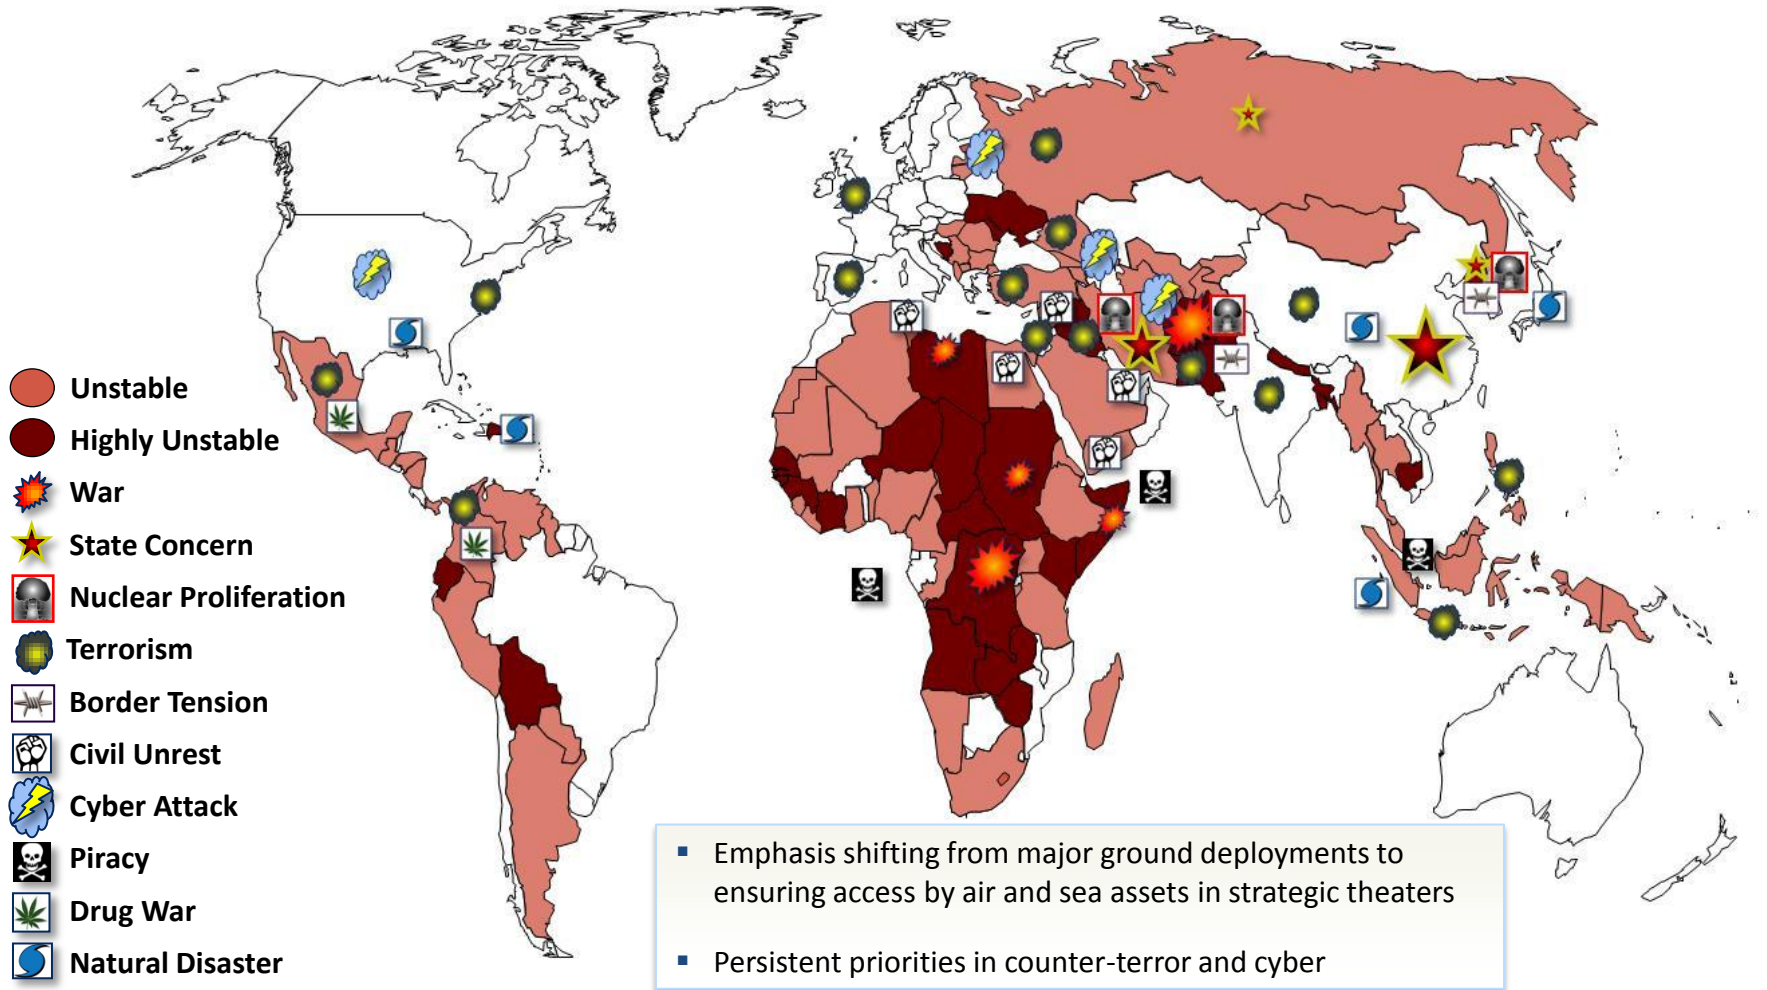 Unstable
Highly Unstable
War
State Concern
Nuclear Proliferation
Terrorism
Border Tension
Civil Unrest
Cyber Attack
Piracy
Drug War
Natural Disaster
▪ Emphasis shifting from major ground deployments to
ensuring access by air and sea assets in strategic theaters
▪ Persistent priorities in counter-terror and cyber